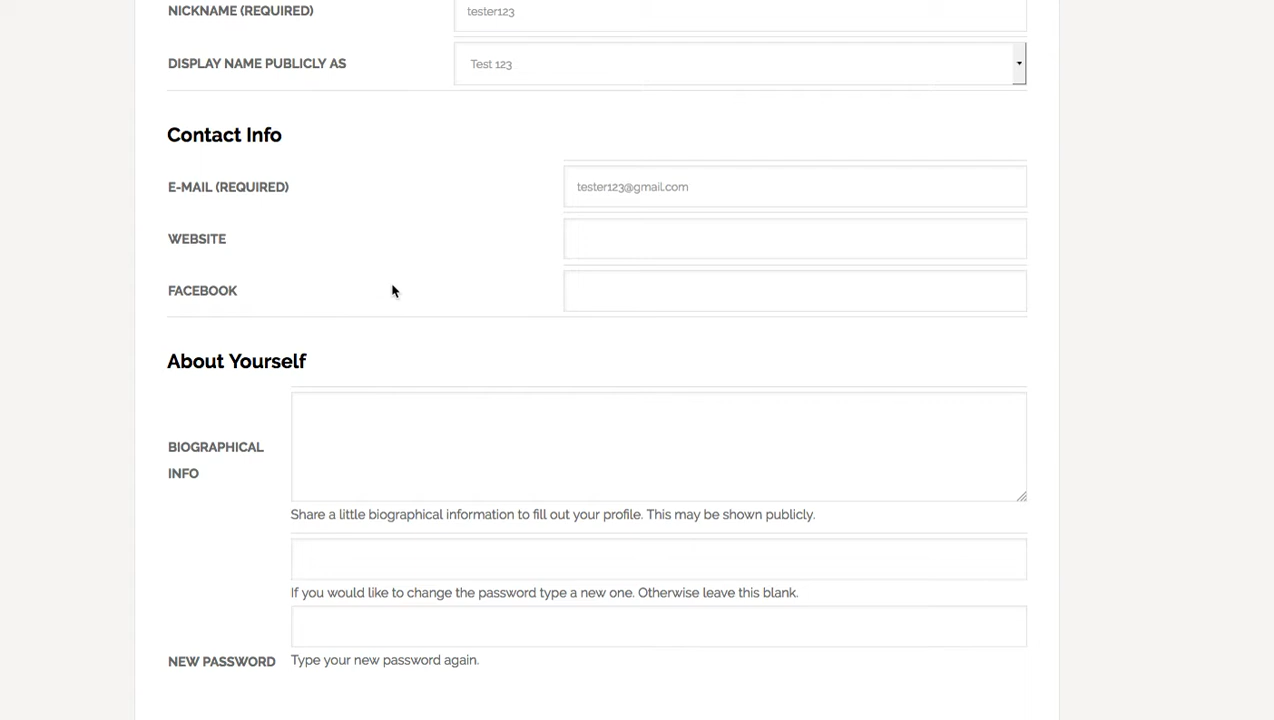 NICKNAME (REQUIRED) tester123
DISPLAY NAME PUBLICLY AS Test 123
Contact Info
E-MAIL (REQUIRED) tester123@gmail.com
WEBSITE
FACEBOOK
About Yourself
BIOGRAPHICAL
INFO
Share a little biographical information to fill out your profile. This may be shown publicly.
If you would like to change the password type a new one. Otherwise leave this blank.
NEW PASSWORD Type your new password again.